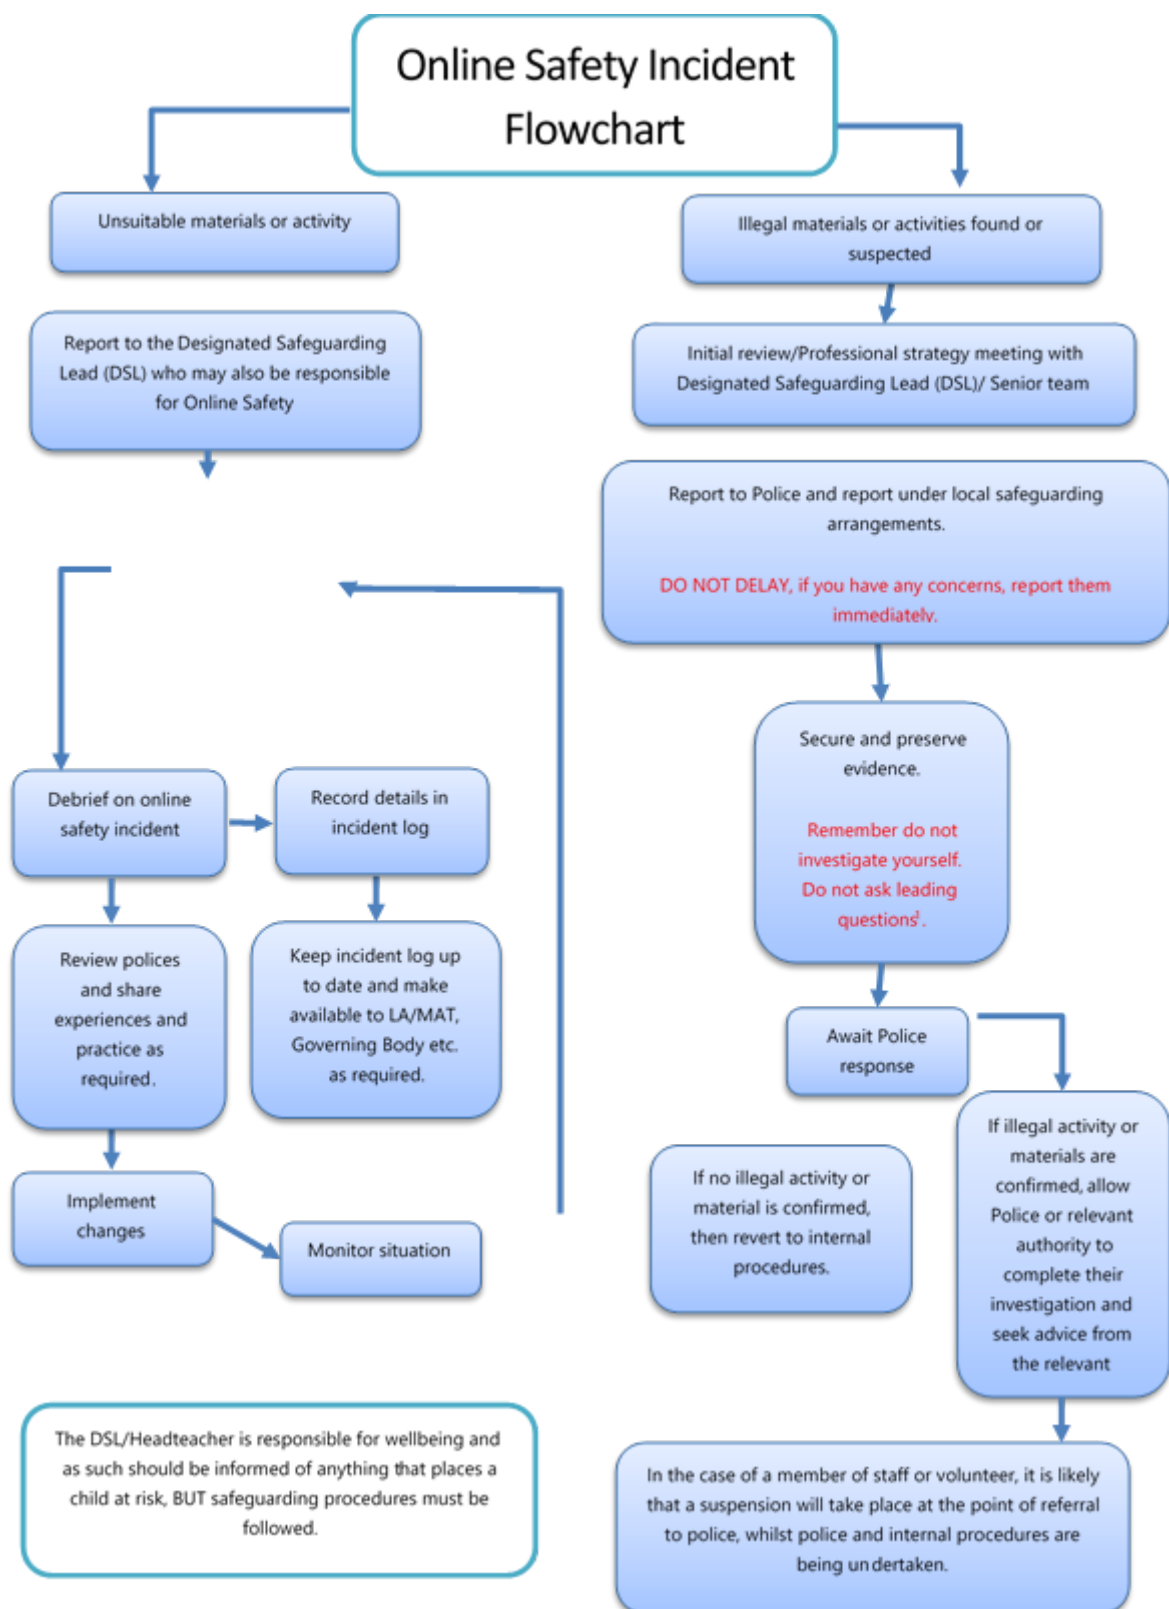 Online Safety Incident
Flowchart
Unsuitable materials or activity
Report to the Designated Safeguarding
Lead (DSL) who may also be responsible
for Online Safety
Debrief on online
safety incident
Record details in
incident log
Review polices
and share
experiences and
practice as
required.
Keep incident log up
to date and make
available to LA/MAT,
Governing Body etc.
as required.
Implement
changes
Monitor situation
The DSL/Headteacher is responsible for wellbeing and
as such should be informed of anything that places a
child at risk, BUT safeguarding procedures must be
followed.
Illegal materials or activities found or
suspected
Initial review/Professional strategy meeting with
Designated Safeguarding Lead (DSL)/ Senior team
Report to Police and report under local safeguarding
arrangements.
DO NOT DELAY, if you have any concerns, report them
immediately.
Secure and preserve
evidence.
Remember do not
investigate yourself.
Do not ask leading
questions!.
Await Police
response
If no illegal activity or
material is confirmed,
then revert to internal
procedures.
If illegal activity or
materials are
confirmed, allow
Police or relevant
authority to
complete their
investigation and
seek advice from
the relevant
In the case of a member of staff or volunteer, it is likely
that a suspension will take place at the point of referral
to police, whilst police and internal procedures are
being undertaken.